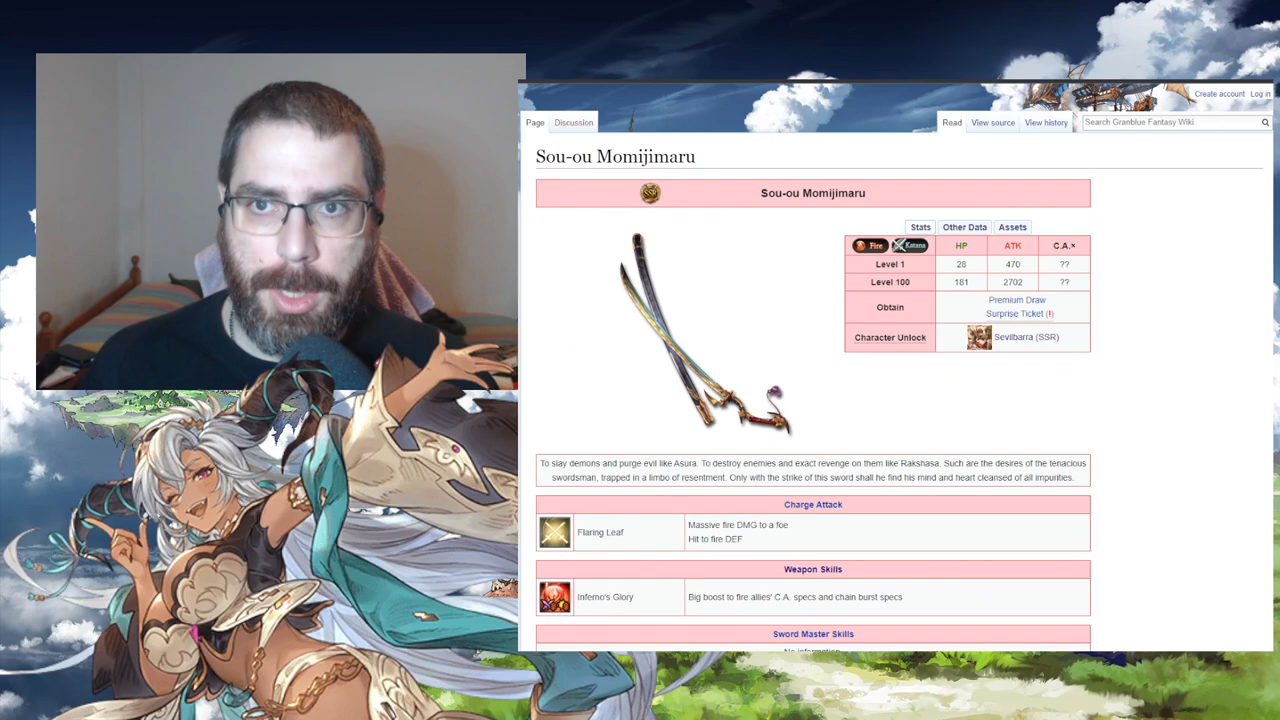 Create account Log in
Page Discussion Read View source View history Search Granblue Fantasy Wiki
Sou-ou Momijimaru
SSR Sou-ou Momijimaru
Stats Other Data Assets
Fire Katana HP ATK C.A.×
Level 1 28 470 ??
Level 100 181 2702 ??
Obtain Premium Draw
Surprise Ticket (!)
Character Unlock Sevilbarra (SSR)
To slay demons and purge evil like Asura. To destroy enemies and exact revenge on them like Rakshasa. Such are the desires of the tenacious
swordsman, trapped in a limbo of resentment. Only with the strike of this sword shall he find his mind and heart cleansed of all impurities.
Charge Attack
Flaring Leaf Massive fire DMG to a foe
Hit to fire DEF
Weapon Skills
Inferno's Glory Big boost to fire allies' C.A. specs and chain burst specs
Sword Master Skills
No information